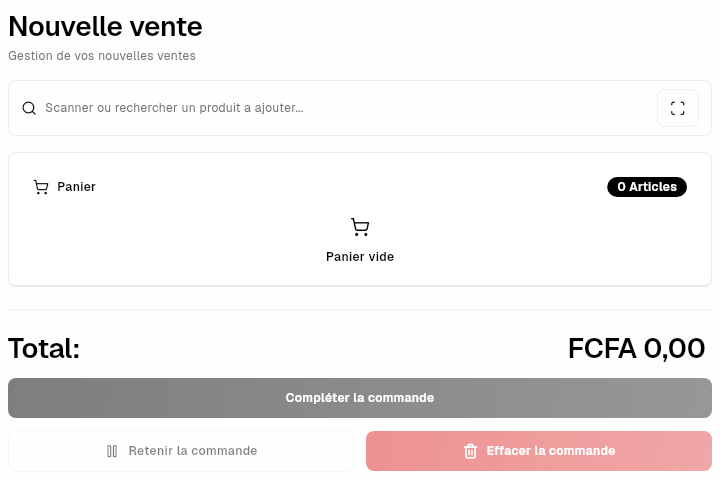 Nouvelle vente
Gestion de vos nouvelles ventes
Scanner ou rechercher un produit a ajouter...
Panier
0 Articles
Panier vide
Total:
FCFA 0,00
Compléter la commande
Retenir la commande
Effacer la commande